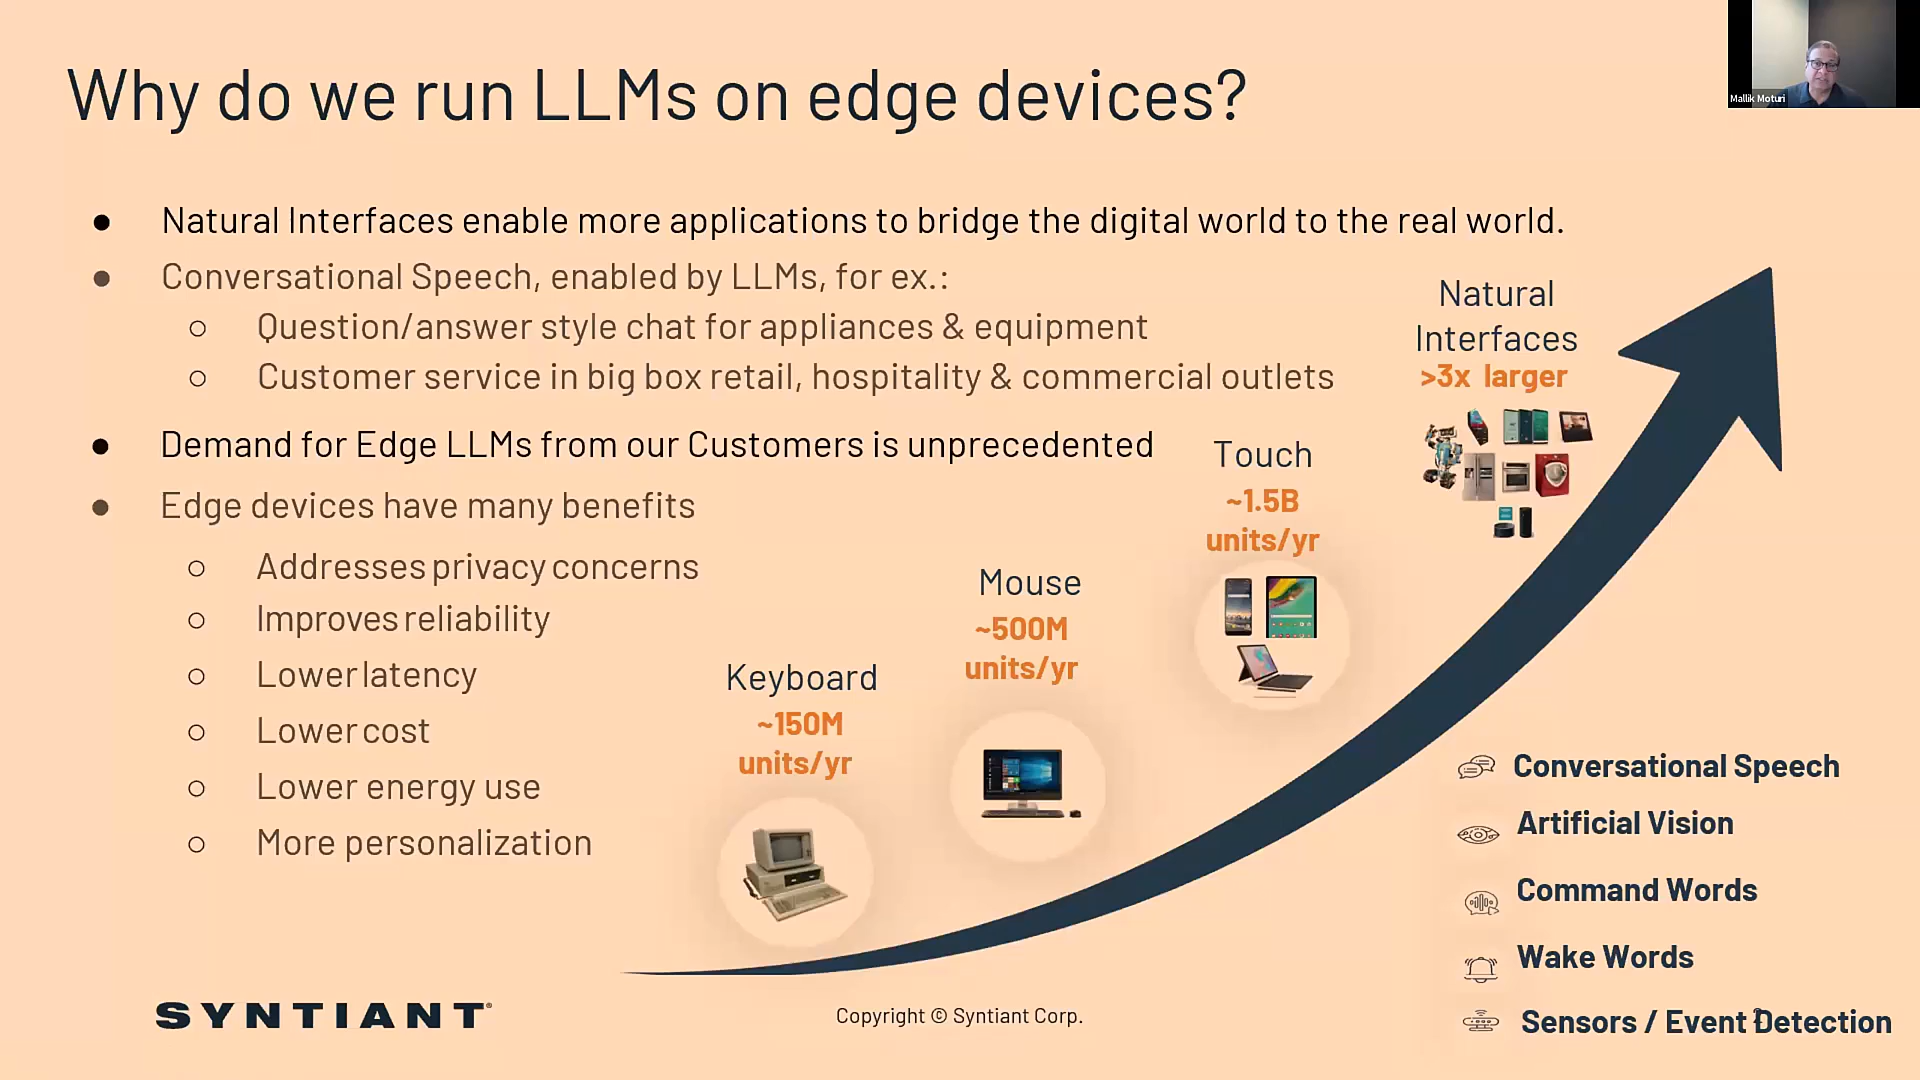 Why do we run LLMs on edge devices?
Mallik Moturi
● Natural Interfaces enable more applications to bridge the digital world to the real world.
● Conversational Speech, enabled by LLMs, for ex.:
○ Question/answer style chat for appliances & equipment
○ Customer service in big box retail, hospitality & commercial outlets
● Demand for Edge LLMs from our Customers is unprecedented
● Edge devices have many benefits
○ Addresses privacy concerns
○ Improves reliability
○ Lower latency
○ Lower cost
○ Lower energy use
○ More personalization
Keyboard
~150M
units/yr
Mouse
~500M
units/yr
Touch
~1.5B
units/yr
Natural
Interfaces
>3x larger
Conversational Speech
Artificial Vision
Command Words
Wake Words
Sensors / Event Detection
SYNTIANT®
Copyright © Syntiant Corp.
2